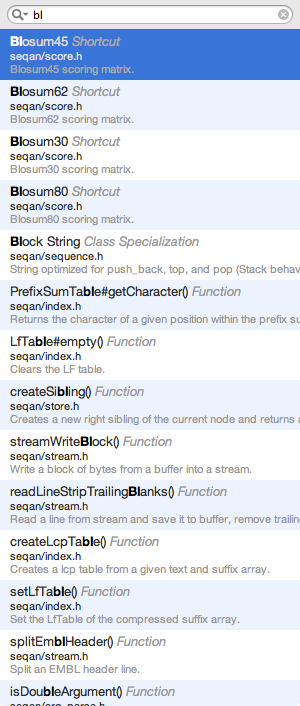 bl
Blosum45 Shortcut
seqan/score.h
Blosum45 scoring matrix.
Blosum62 Shortcut
seqan/score.h
Blosum62 scoring matrix.
Blosum30 Shortcut
seqan/score.h
Blosum30 scoring matrix.
Blosum80 Shortcut
seqan/score.h
Blosum80 scoring matrix.
Block String Class Specialization
seqan/sequence.h
String optimized for push_back, top, and pop (Stack behav
PrefixSumTable#getCharacter() Function
seqan/index.h
Returns the character of a given position within the prefix su
LfTable#empty() Function
seqan/index.h
Clears the LF table.
createSibling() Function
seqan/store.h
Creates a new right sibling of the current node and returns a
streamWriteBlock() Function
seqan/stream.h
Write a block of bytes from a buffer into a stream.
readLineStripTrailingBlanks() Function
seqan/stream.h
Read a line from stream and save it to buffer, remove trailing
createLcpTable() Function
seqan/index.h
Creates a lcp table from a given text and suffix array.
setLfTable() Function
seqan/index.h
Set the LfTable of the compressed suffix array.
splitEmblHeader() Function
seqan/stream.h
Split an EMBL header line.
isDoubleArgument() Function
seqan/arg_parse.h